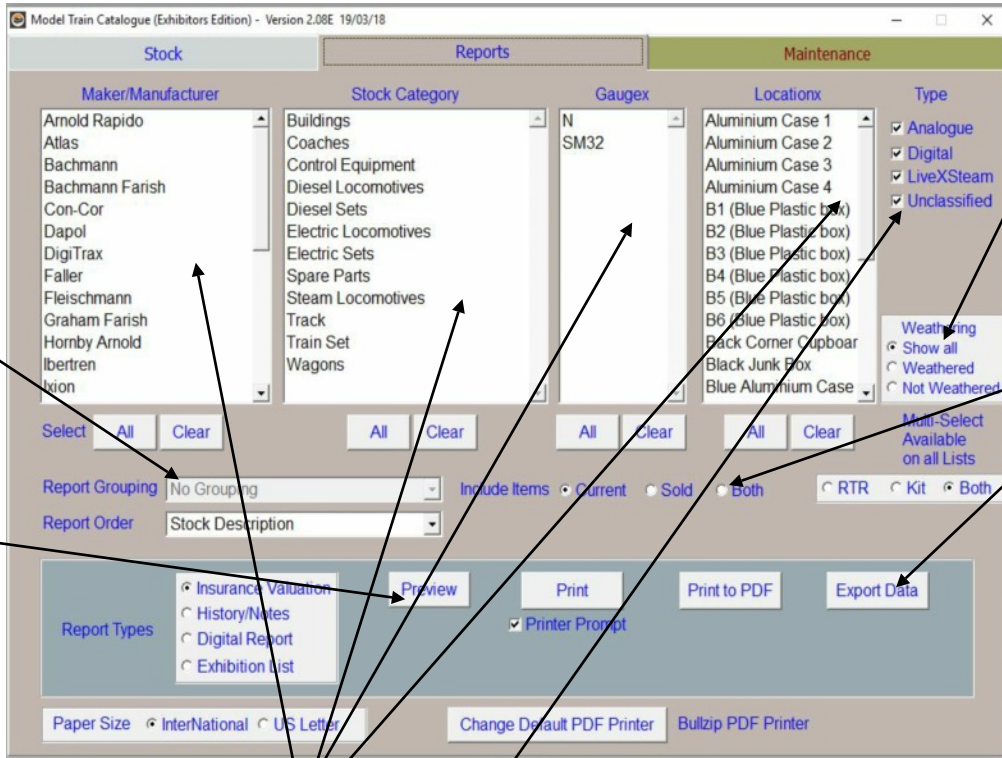 Model Train Catalogue (Exhibitors Edition) - Version 2.08E 19/03/18
Stock
Reports
Maintenance
Maker/Manufacturer
Arnold Rapido
Atlas
Bachmann
Bachmann Farish
Con-Cor
Dapol
DigiTrax
Faller
Fleischmann
Graham Farish
Hornby Arnold
Ibertren
Ixion
Stock Category
Buildings
Coaches
Control Equipment
Diesel Locomotives
Diesel Sets
Electric Locomotives
Electric Sets
Spare Parts
Steam Locomotives
Track
Train Set
Wagons
Gaugex
N
SM32
Locationx
Aluminium Case 1
Aluminium Case 2
Aluminium Case 3
Aluminium Case 4
B1 (Blue Plastic box)
B2 (Blue Plastic box)
B3 (Blue Plastic box)
B4 (Blue Plastic box)
B5 (Blue Plastic box)
B6 (Blue Plastic box)
Back Corner Cupboar
Black Junk Box
Blue Aluminium Case
Type
Analogue
Digital
LiveXSteam
Unclassified
Weathering
Show all
Weathered
Not Weathered
Select All Clear
All Clear
All Clear
All Clear
Multi-Select
Available
on all Lists
Report Grouping No Grouping
Include Items Current Sold Both
RTR Kit Both
Report Order Stock Description
Report Types
Insurance Valuation
History/Notes
Digital Report
Exhibition List
Preview
Print
Print to PDF
Export Data
Printer Prompt
Paper Size InterNational US Letter
Change Default PDF Printer
Bullzip PDF Printer